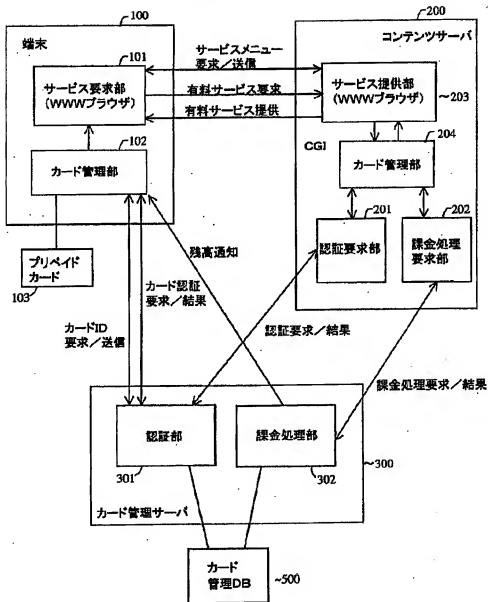 100
端末
101
サービス要求部
(WWWブラウザ)
102
カード管理部
プリペイド
カード
103
サービスメニュー
要求/送信
有料サービス要求
有料サービス提供
200
コンテンツサーバ
サービス提供部
(WWWブラウザ)
~203
CGI
204
カード管理部
201
認証要求部
202
課金処理
要求部
残高通知
カード認証
要求/結果
カードID
要求/送信
認証要求/結果
課金処理要求/結果
認証部
301
課金処理部
302
~300
カード管理サーバ
カード
管理DB
~500